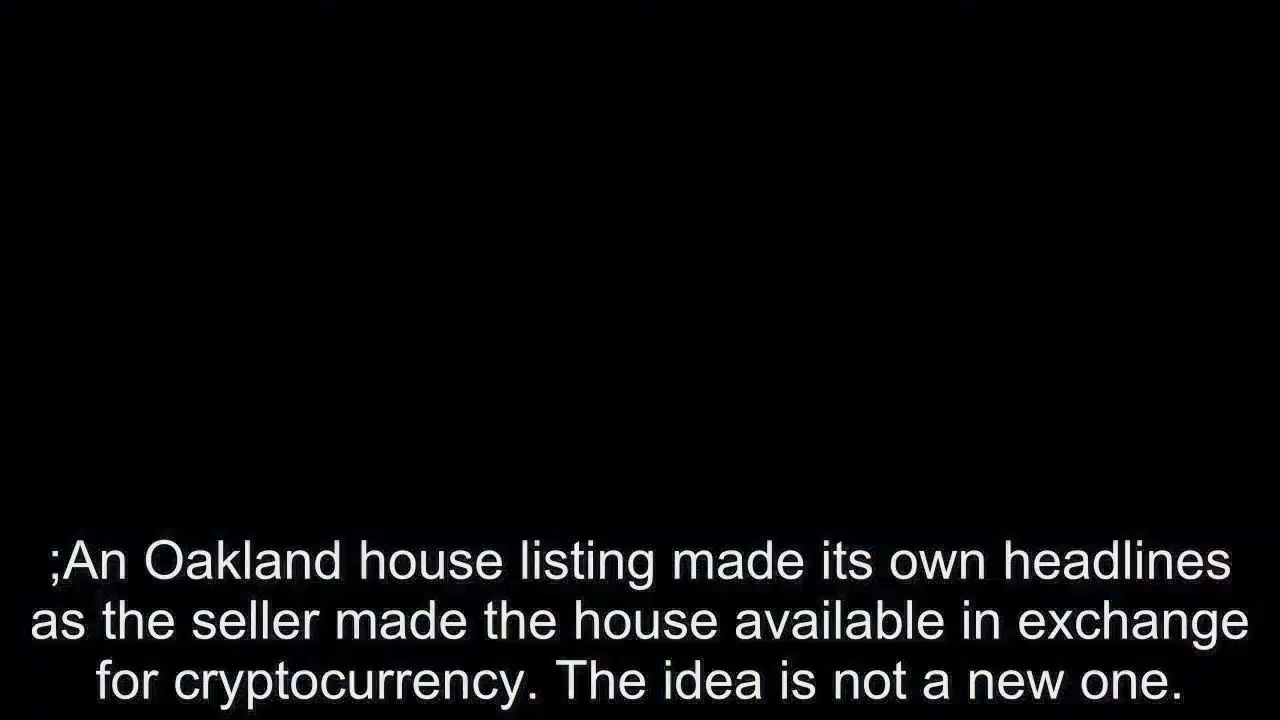 ;An Oakland house listing made its own headlines
as the seller made the house available in exchange
for cryptocurrency. The idea is not a new one.